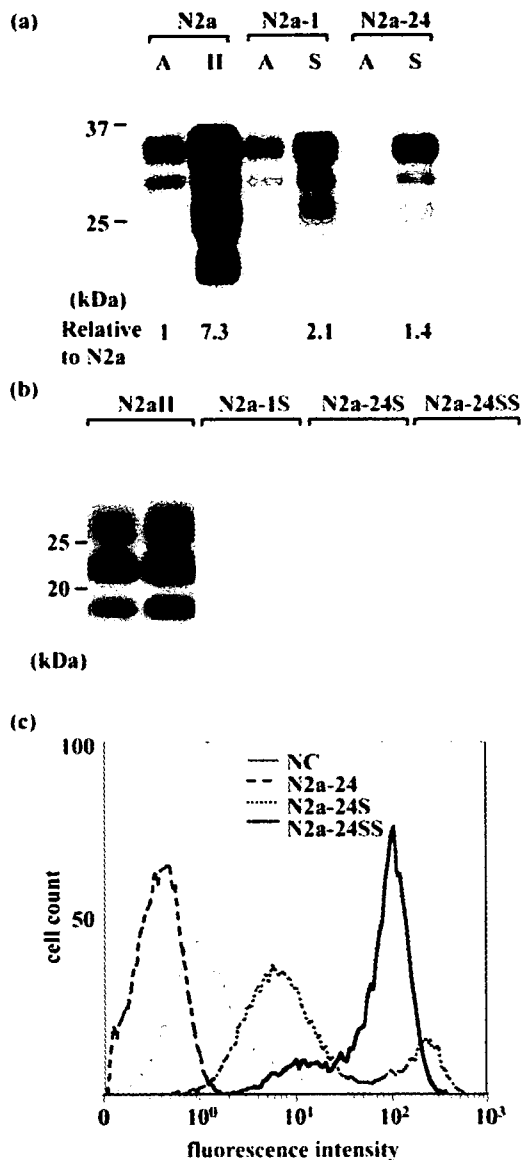 (a)
N2a N2a-1 N2a-24
A II A S A S
37
25
(kDa)
Relative 1 7.3 2.1 1.4
to N2a
(b)
N2aII N2a-1S N2a-24S N2a-24SS
25
20
(kDa)
(c)
100
NC
N2a-24
N2a-24S
N2a-24SS
cell count
50
0 10⁰ 10¹ 10² 10³
fluorescence intensity